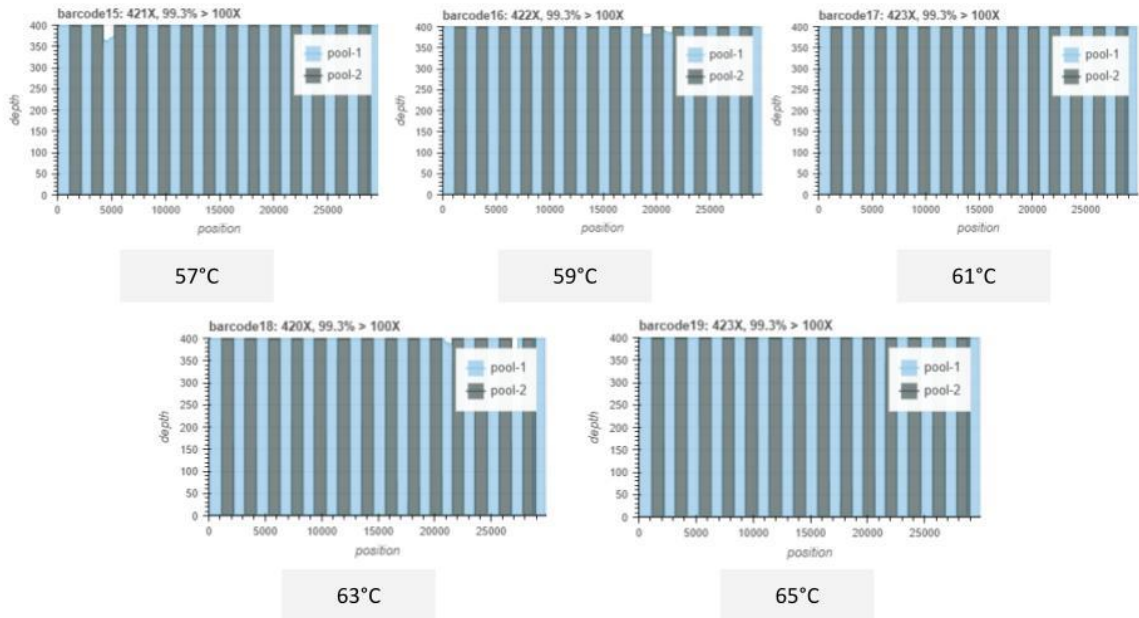 barcode15: 421X, 99.3% > 100X
400
350
300
250
200
150
100
50
0
depth
pool-1
pool-2
0 5000 10000 15000 20000 25000
position
57°C
barcode16: 422X, 99.3% > 100X
400
350
300
250
200
150
100
50
0
depth
pool-1
pool-2
0 5000 10000 15000 20000 25000
position
59°C
barcode17: 423X, 99.3% > 100X
400
350
300
250
200
150
100
50
0
depth
pool-1
pool-2
0 5000 10000 15000 20000 25000
position
61°C
barcode18: 420X, 99.3% > 100X
400
350
300
250
200
150
100
50
0
depth
pool-1
pool-2
0 5000 10000 15000 20000 25000
position
63°C
barcode19: 423X, 99.3% > 100X
400
350
300
250
200
150
100
50
0
depth
pool-1
pool-2
0 5000 10000 15000 20000 25000
position
65°C